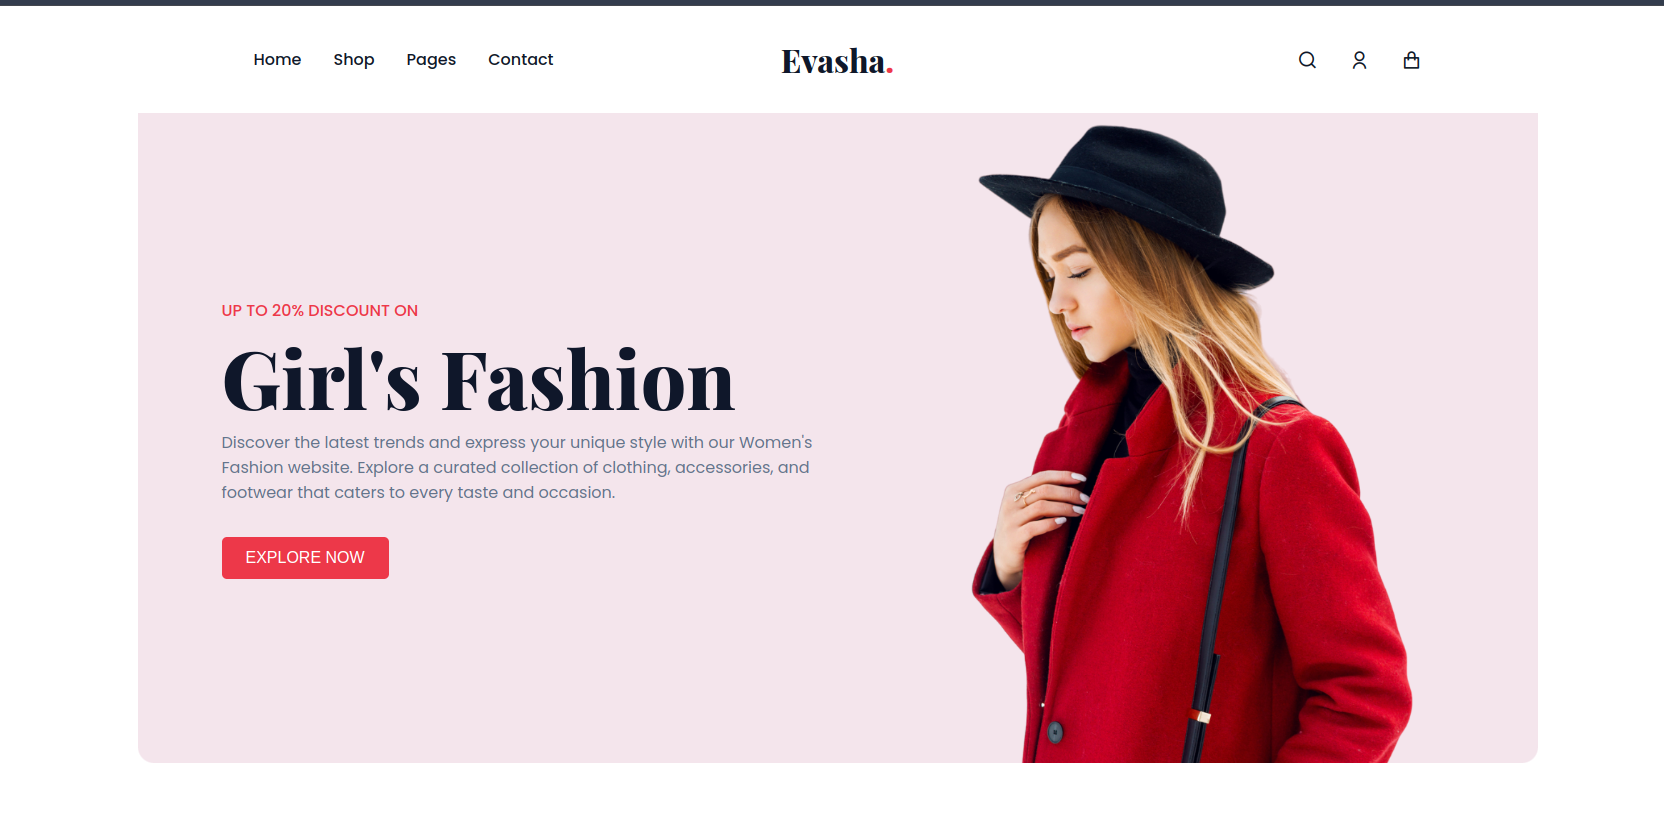 Home Shop Pages Contact Evasha.
UP TO 20% DISCOUNT ON
Girl's Fashion
Discover the latest trends and express your unique style with our Women's
Fashion website. Explore a curated collection of clothing, accessories, and
footwear that caters to every taste and occasion.
EXPLORE NOW